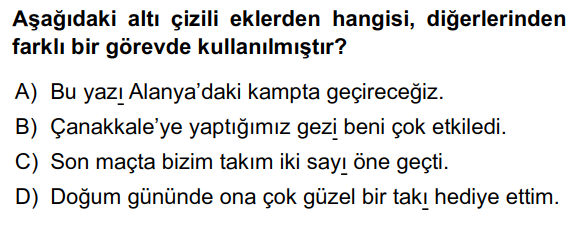 Aşağıdaki altı çizili eklerden hangisi, diğerlerinden
farklı bir görevde kullanılmıştır?
A) Bu yazı Alanya'daki kampta geçireceğiz.
B) Çanakkale'ye yaptığımız gezi beni çok etkiledi.
C) Son maçta bizim takım iki sayı öne geçti.
D) Doğum gününde ona çok güzel bir takı hediye ettim.